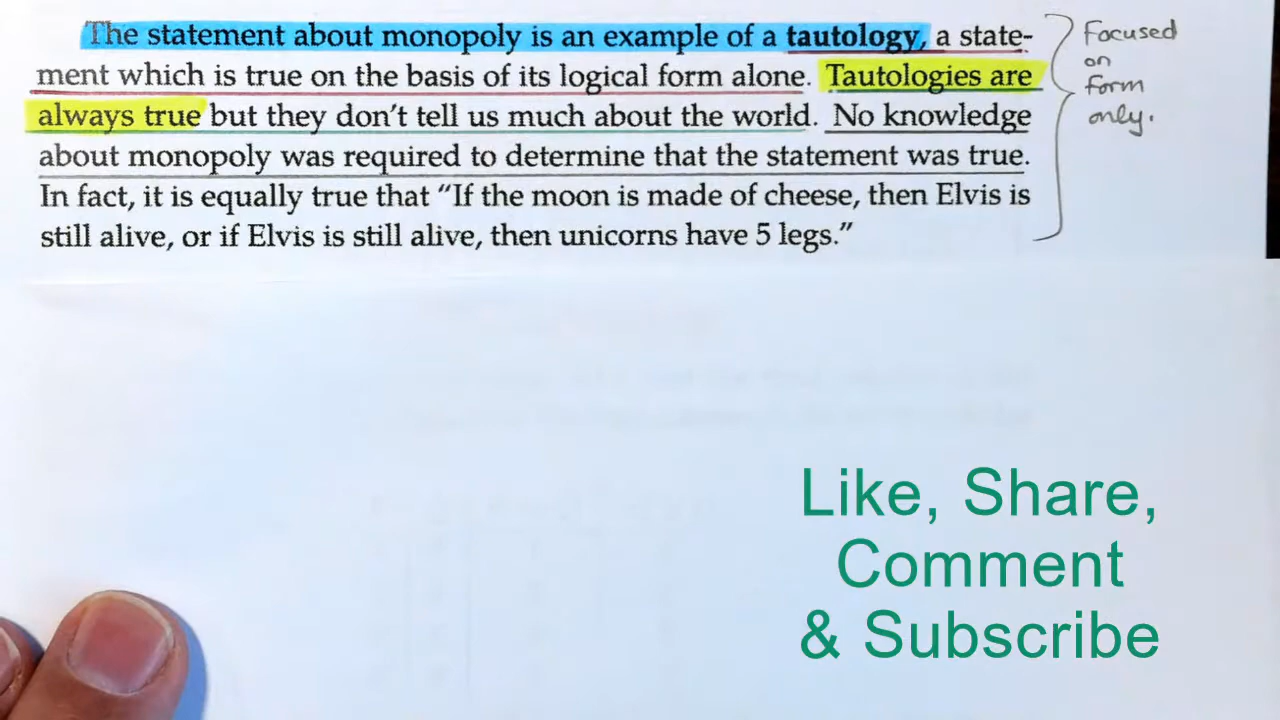 The statement about monopoly is an example of a tautology, a state-
ment which is true on the basis of its logical form alone. Tautologies are
always true but they don't tell us much about the world. No knowledge
about monopoly was required to determine that the statement was true.
In fact, it is equally true that “If the moon is made of cheese, then Elvis is
still alive, or if Elvis is still alive, then unicorns have 5 legs.”
Focused
on
form
only.
Like, Share,
Comment
& Subscribe